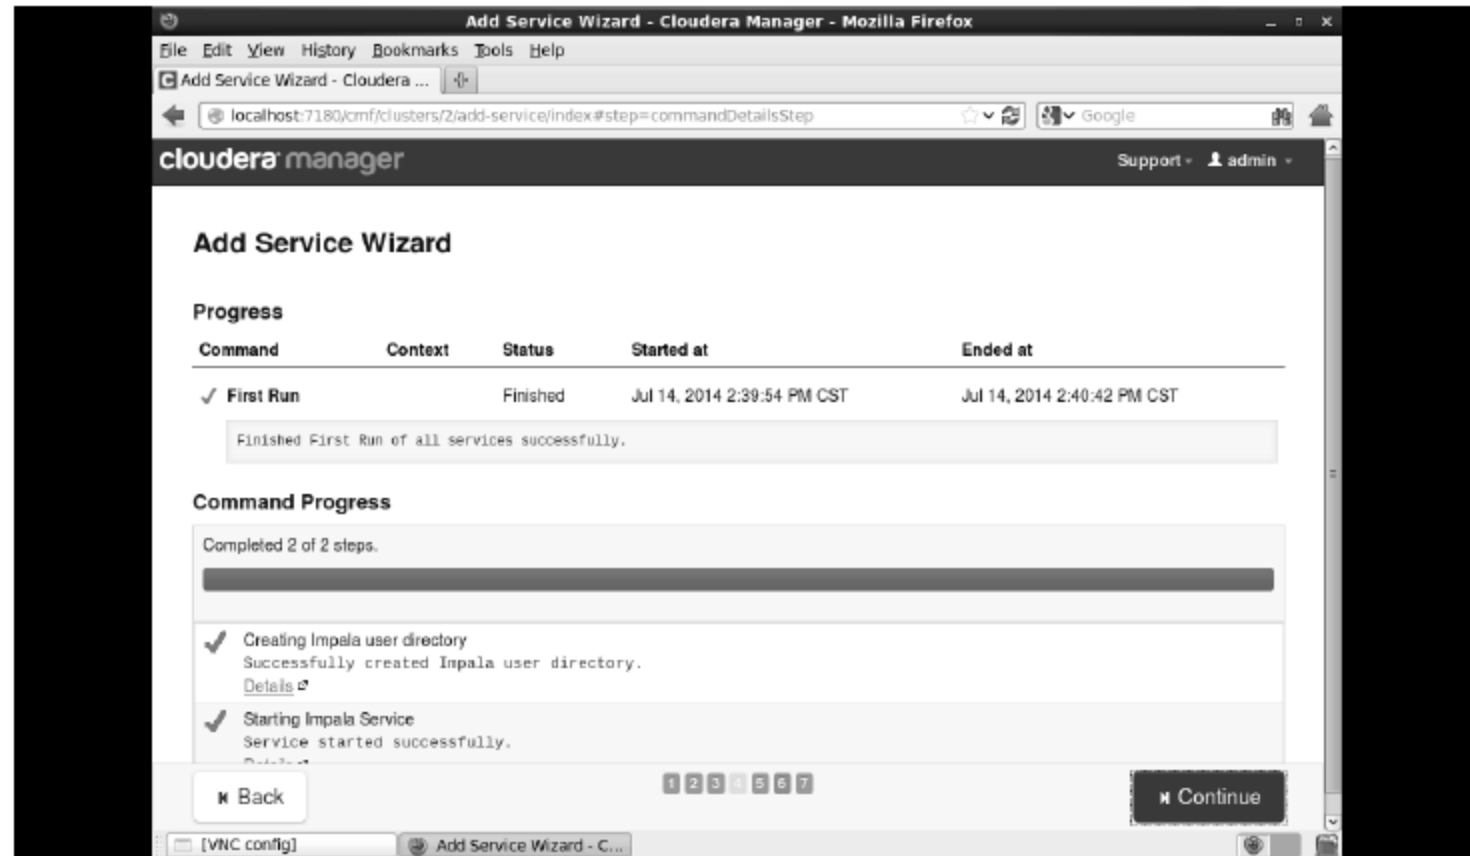 Add Service Wizard - Cloudera Manager - Mozilla Firefox
File Edit View History Bookmarks Tools Help
Add Service Wizard - Cloudera ...
localhost:7180/cmf/clusters/2/add-service/index#step=commandDetailsStep Google
cloudera manager Support admin
Add Service Wizard
Progress
Command Context Status Started at Ended at
First Run Finished Jul 14, 2014 2:39:54 PM CST Jul 14, 2014 2:40:42 PM CST
Finished First Run of all services successfully.
Command Progress
Completed 2 of 2 steps.
Creating Impala user directory
Successfully created Impala user directory.
Details
Starting Impala Service
Service started successfully.
Details
Back 1 2 3 4 5 6 7 Continue
[VNC config] Add Service Wizard - C...